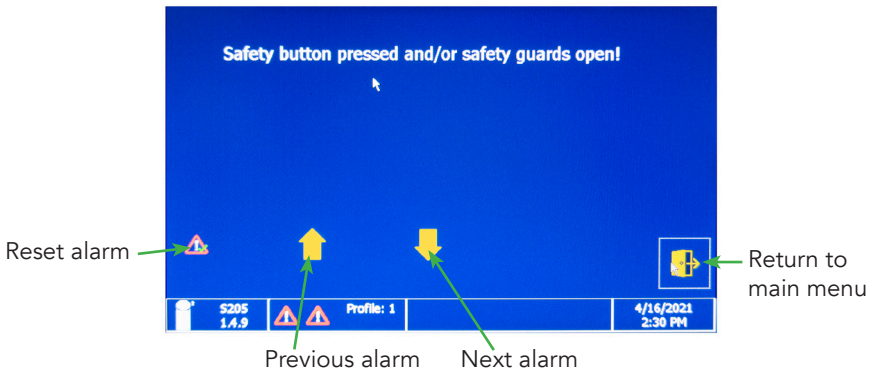 Safety button pressed and/or safety guards open!
Reset alarm
Return to
main menu
S205
1.4.9
Profile: 1
4/16/2021
2:30 PM
Previous alarm
Next alarm